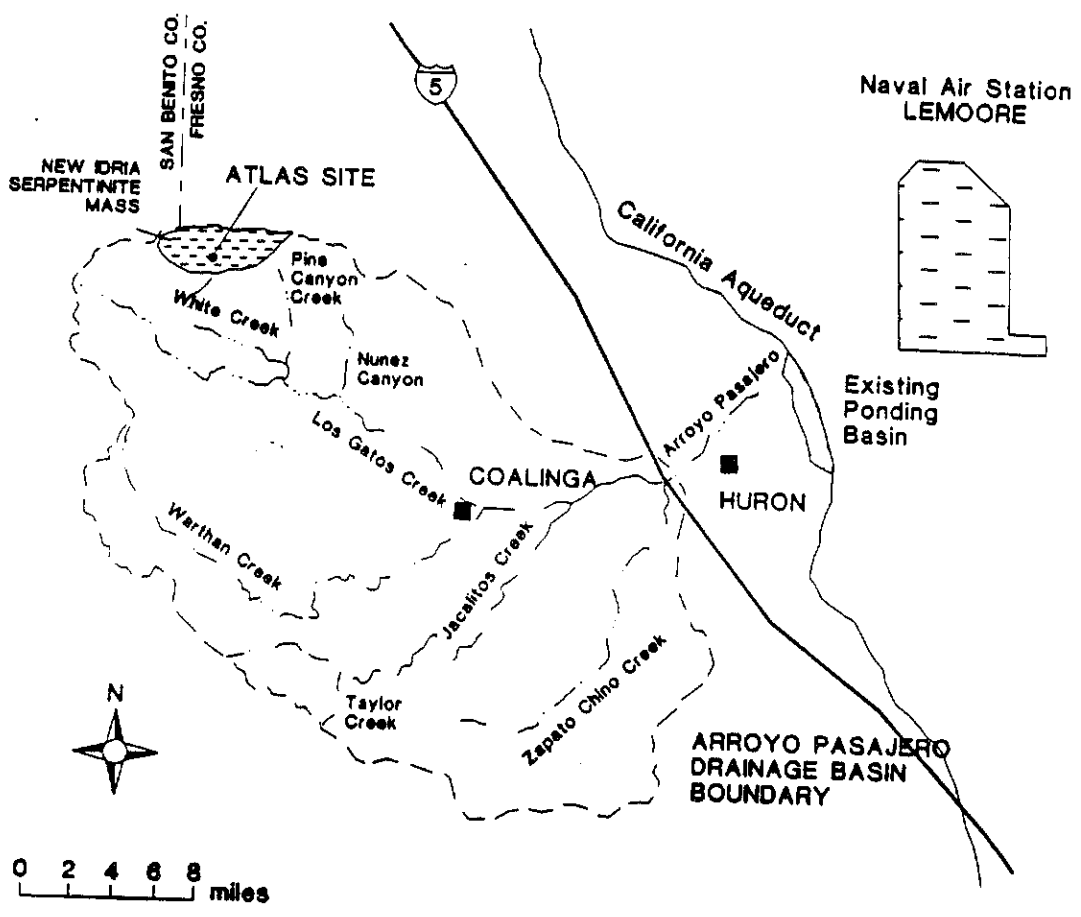 SAN BENITO CO.
FRESNO CO.
5
Naval Air Station
LEMOORE
NEW IDRIA
SERPENTINITE
MASS
ATLAS SITE
Pine
Canyon
Creek
White Creek
California Aqueduct
Nunez
Canyon
Arroyo Pasajero
Existing
Ponding
Basin
Los Gatos Creek
COALINGA
HURON
Warthan Creek
Jacalitos Creek
Taylor
Creek
Zapato Chino Creek
N
ARROYO PASAJERO
DRAINAGE BASIN
BOUNDARY
0 2 4 6 8
miles